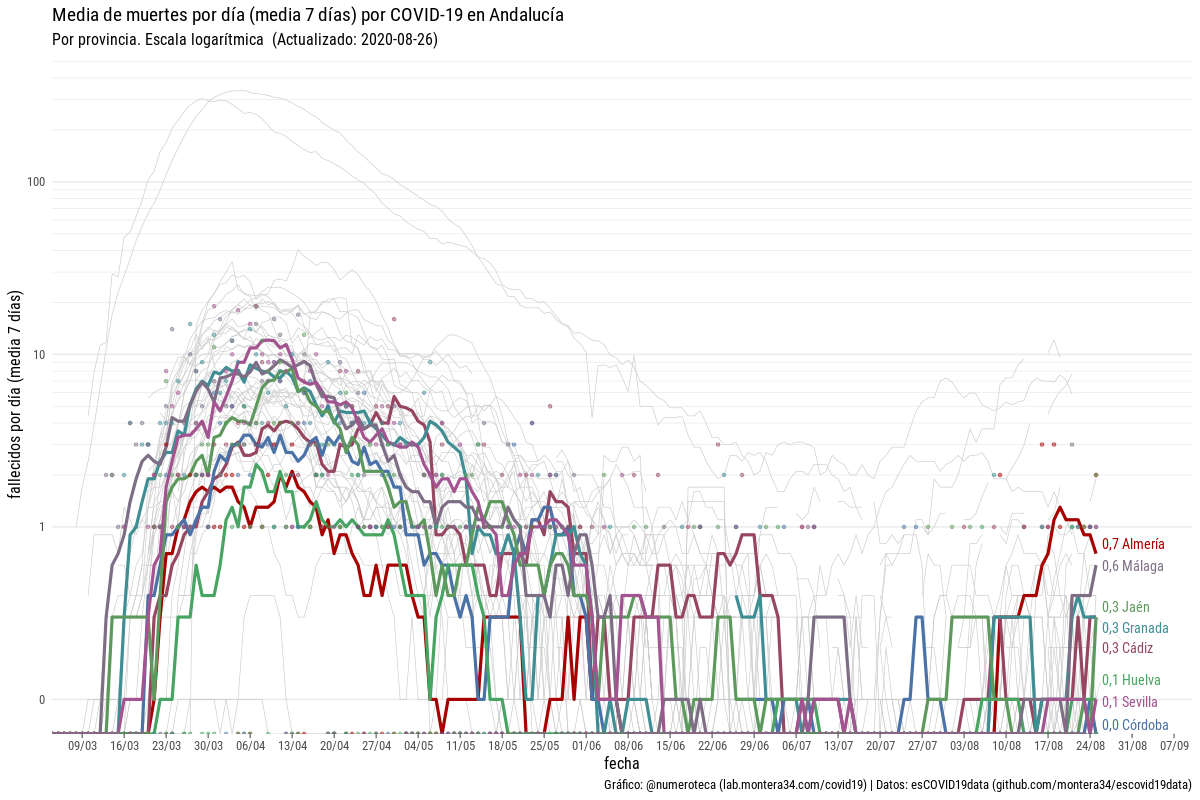 Media de muertes por día (media 7 días) por COVID-19 en Andalucía
Por provincia. Escala logarítmica (Actualizado: 2020-08-26)
fallecidos por día (media 7 días)
100
10
1
0
0,7 Almería
0,6 Málaga
0,3 Jaén
0,3 Granada
0,3 Cádiz
0,1 Huelva
0,1 Sevilla
0,0 Córdoba
09/03 16/03 23/03 30/03 06/04 13/04 20/04 27/04 04/05 11/05 18/05 25/05 01/06 08/06 15/06 22/06 29/06 06/07 13/07 20/07 27/07 03/08 10/08 17/08 24/08 31/08 07/09
fecha
Gráfico: @numeroteca (lab.montera34.com/covid19) | Datos: esCOVID19data (github.com/montera34/escovid19data)